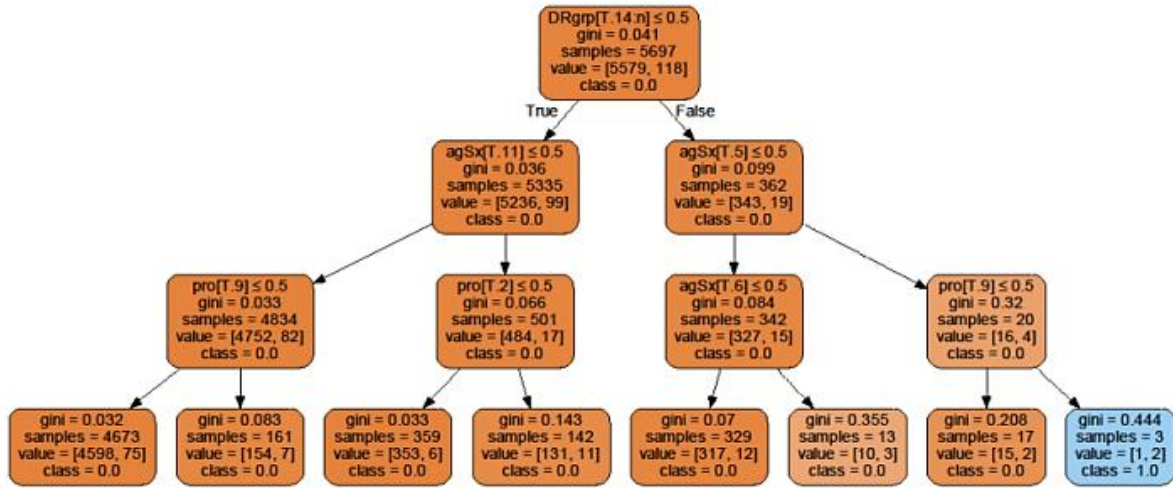 DRgrp[T.14:n] ≤ 0.5
gini = 0.041
samples = 5697
value = [5579, 118]
class = 0.0
True
False
agSx[T.11] ≤ 0.5
gini = 0.036
samples = 5335
value = [5236, 99]
class = 0.0
agSx[T.5] ≤ 0.5
gini = 0.099
samples = 362
value = [343, 19]
class = 0.0
pro[T.9] ≤ 0.5
gini = 0.033
samples = 4834
value = [4752, 82]
class = 0.0
pro[T.2] ≤ 0.5
gini = 0.066
samples = 501
value = [484, 17]
class = 0.0
agSx[T.6] ≤ 0.5
gini = 0.084
samples = 342
value = [327, 15]
class = 0.0
pro[T.9] ≤ 0.5
gini = 0.32
samples = 20
value = [16, 4]
class = 0.0
gini = 0.032
samples = 4673
value = [4598, 75]
class = 0.0
gini = 0.083
samples = 161
value = [154, 7]
class = 0.0
gini = 0.033
samples = 359
value = [353, 6]
class = 0.0
gini = 0.143
samples = 142
value = [131, 11]
class = 0.0
gini = 0.07
samples = 329
value = [317, 12]
class = 0.0
gini = 0.355
samples = 13
value = [10, 3]
class = 0.0
gini = 0.208
samples = 17
value = [15, 2]
class = 0.0
gini = 0.444
samples = 3
value = [1, 2]
class = 1.0